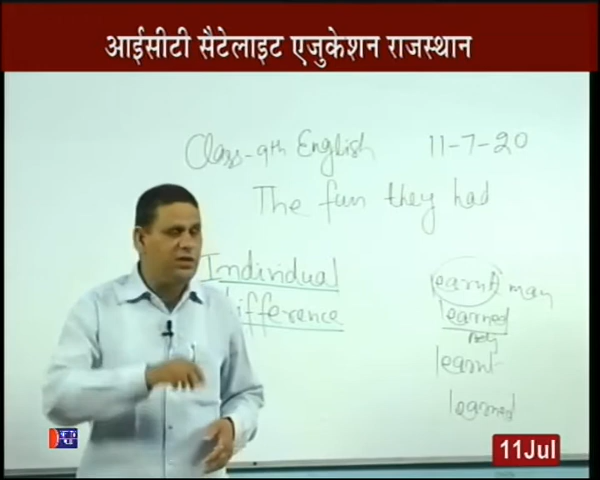 आईसीटी सैटेलाइट एजुकेशन राजस्थान
Class-9th English 11-7-20
The fun they had
Individual
difference
learnt man
learned
learnt
learned
11Jul